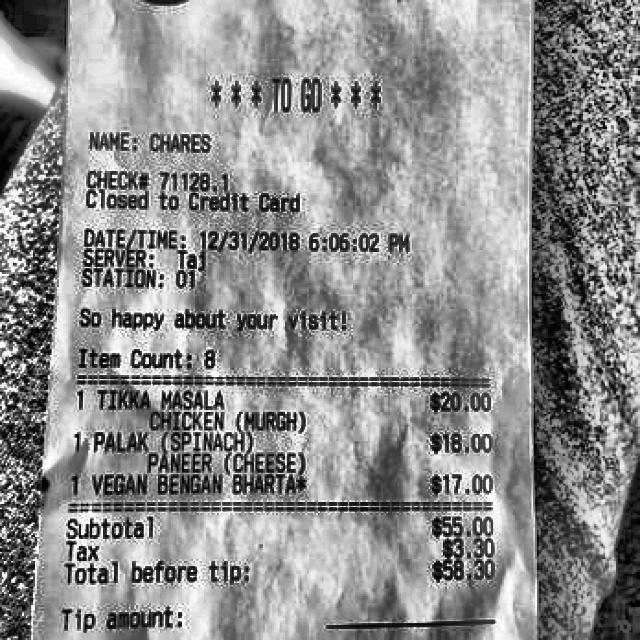 * * * TO GO * * *
NAME: CHARES
CHECK# 71128.1
Closed to Credit Card
DATE/TIME: 12/31/2018 6:06:02 PM
SERVER: Taj
STATION: 01
So happy about your visit!
Item Count: 8
1 TIKKA MASALA $20.00
CHICKEN (MURGH)
1 PALAK (SPINACH) $18.00
PANEER (CHEESE)
1 VEGAN BENGAN BHARTA* $17.00
Subtotal $55.00
Tax $3.30
Total before tip: $58.30
Tip amount: